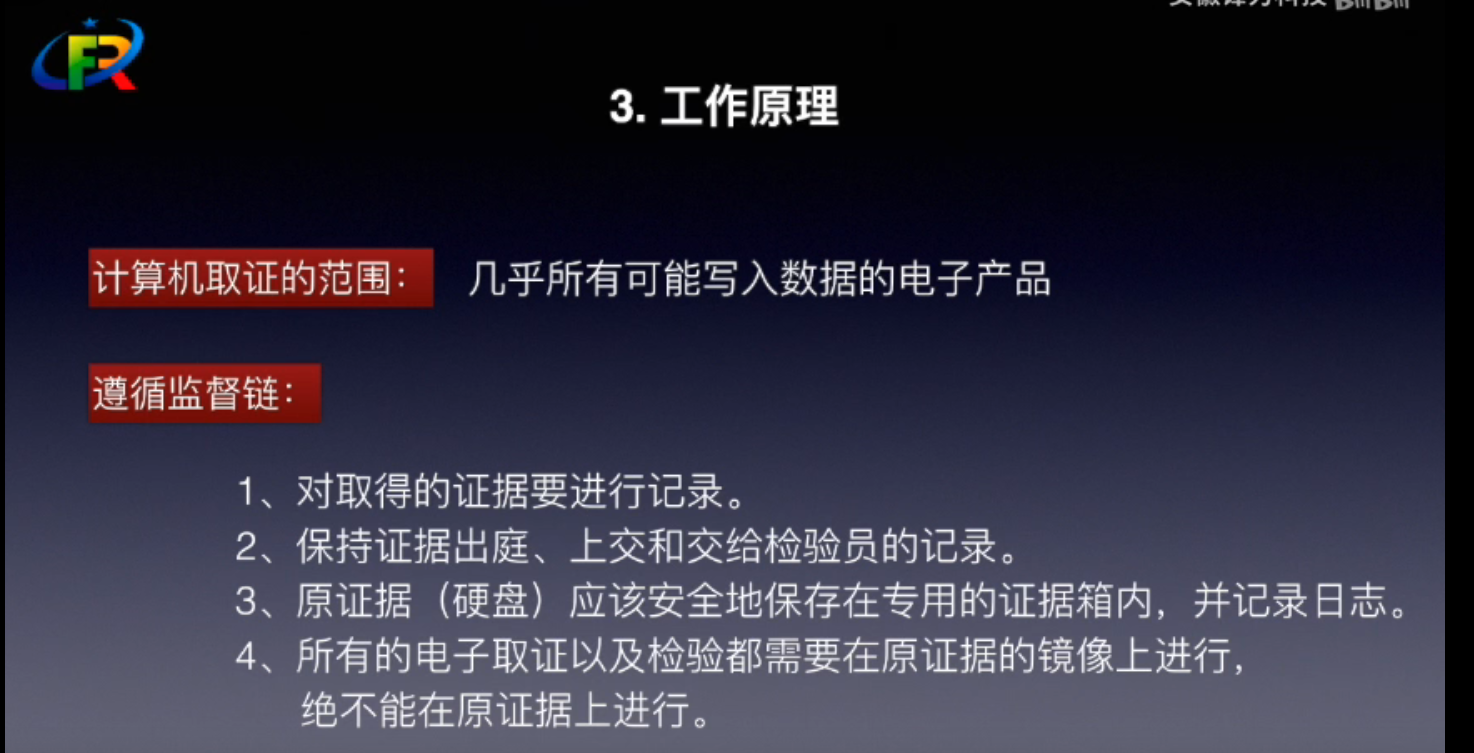 3. 工作原理
计算机取证的范围： 几乎所有可能写入数据的电子产品
遵循监督链：
1、对取得的证据要进行记录。
2、保持证据出庭、上交和交给检验员的记录。
3、原证据（硬盘）应该安全地保存在专用的证据箱内，并记录日志。
4、所有的电子取证以及检验都需要在原证据的镜像上进行，
绝不能在原证据上进行。